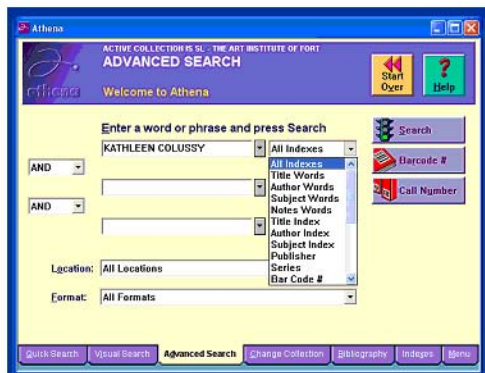 Athena
ACTIVE COLLECTION IS SL - THE ART INSTITUTE OF FORT
ADVANCED SEARCH
athena
Welcome to Athena
Start Over
Help
Enter a word or phrase and press Search
KATHLEEN COLUSSY
All Indexes
Search
AND
All Indexes
Title Words
Author Words
Subject Words
Notes Words
Title Index
Author Index
Subject Index
Publisher
Series
Bar Code #
Barcode #
Call Number
AND
Location: All Locations
Format: All Formats
Quick Search
Visual Search
Advanced Search
Change Collection
Bibliography
Indexes
Menu